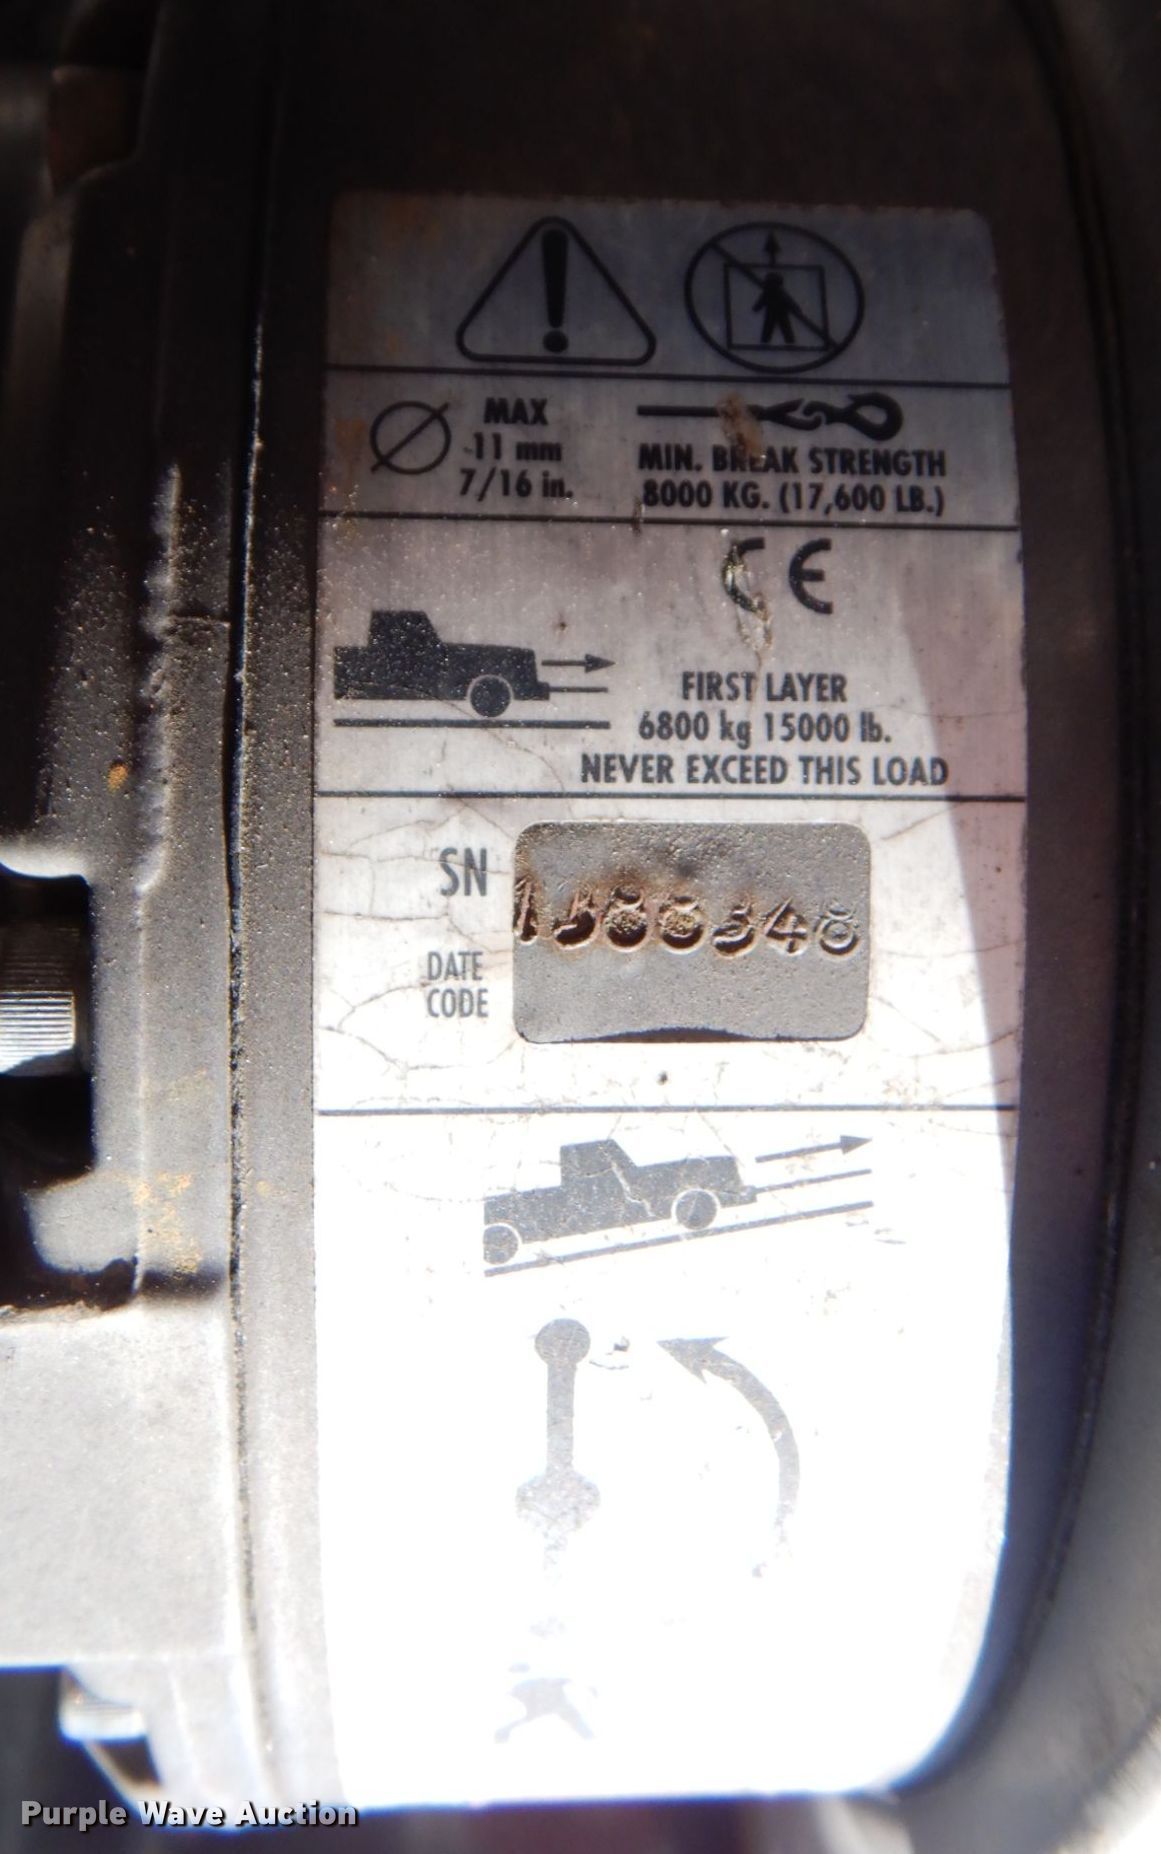 MAX
11 mm
7/16 in.
MIN. BREAK STRENGTH
8000 KG. (17,600 LB.)
CE
FIRST LAYER
6800 kg 15000 lb.
NEVER EXCEED THIS LOAD
SN
DATE
CODE
Purple Wave Auction